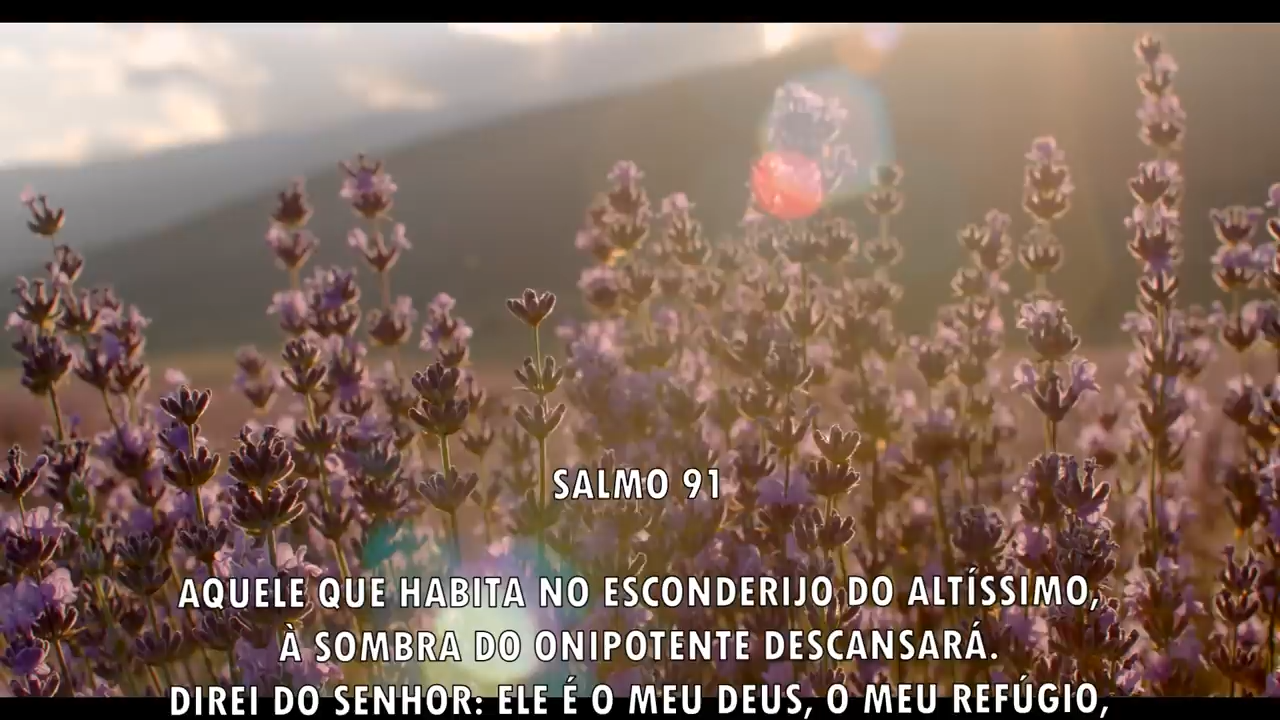 SALMO 91
AQUELE QUE HABITA NO ESCONDERIJO DO ALTÍSSIMO,
À SOMBRA DO ONIPOTENTE DESCANSARÁ.
DIREI DO SENHOR: ELE É O MEU DEUS, O MEU REFÚGIO,